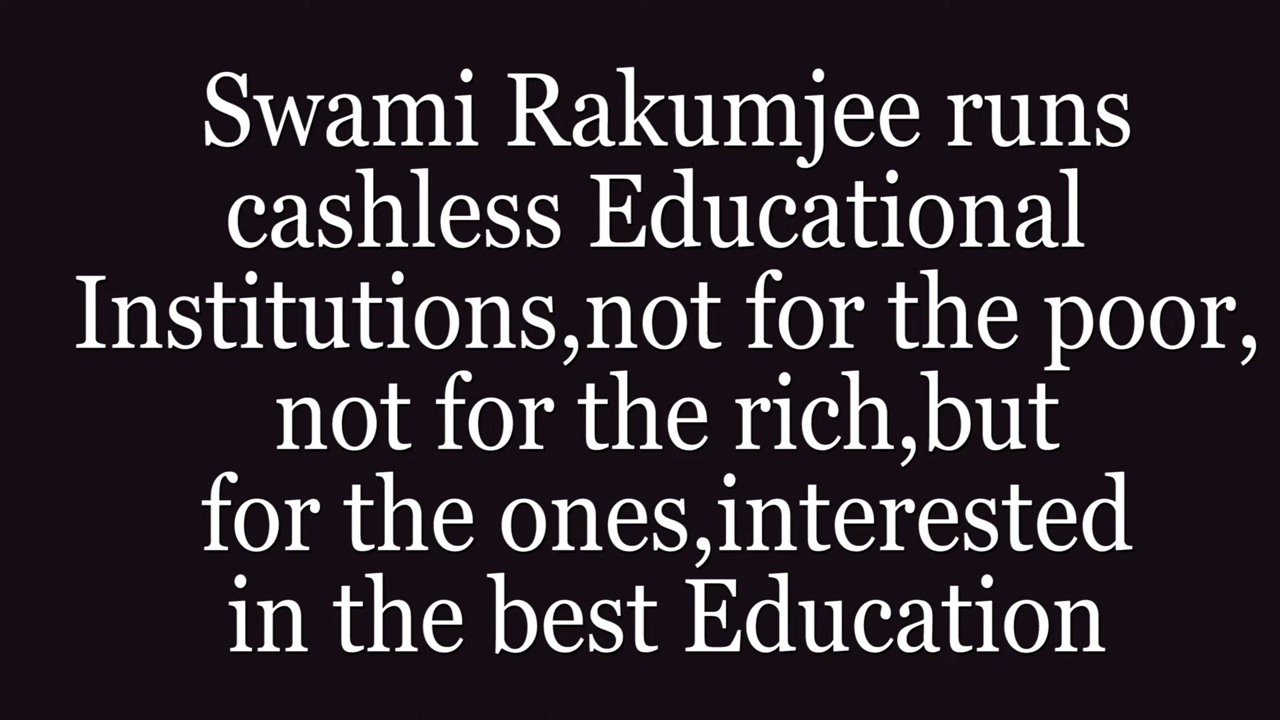 Swami Rakumjee runs
cashless Educational
Institutions,not for the poor,
not for the rich,but
for the ones,interested
in the best Education